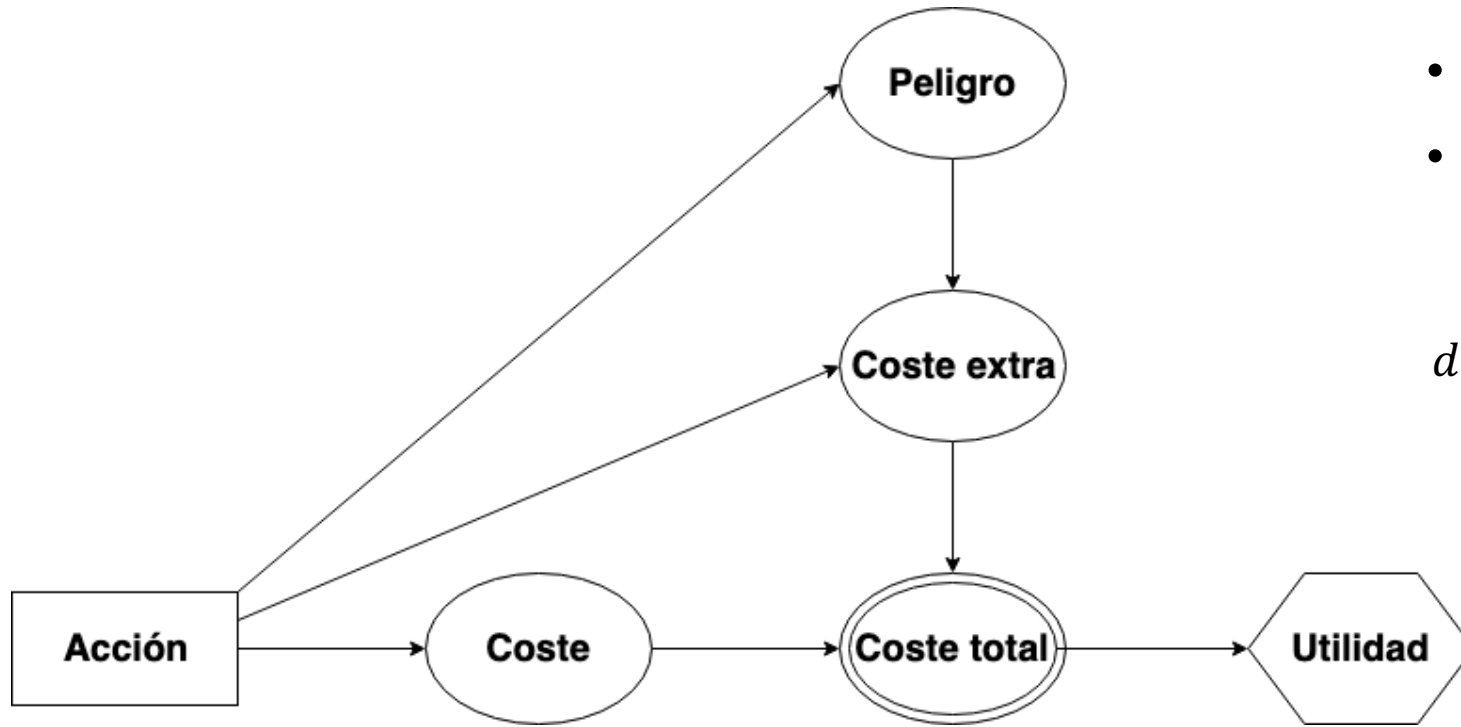 Peligro
Coste extra
d
Acción
Coste
Coste total
Utilidad